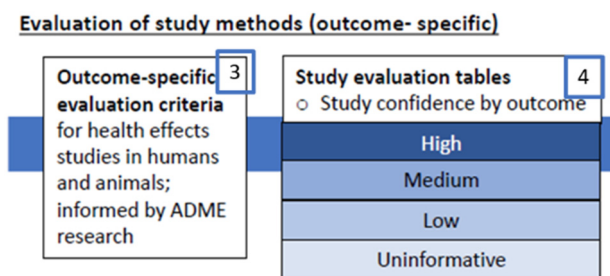 Evaluation of study methods (outcome- specific)
Outcome-specific 3
evaluation criteria
for health effects
studies in humans
and animals;
informed by ADME
research
Study evaluation tables 4
○ Study confidence by outcome
High
Medium
Low
Uninformative